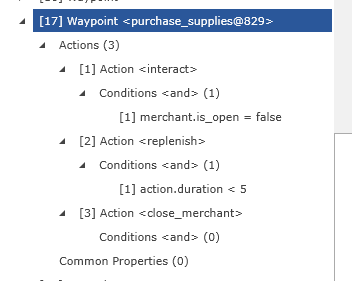 [17] Waypoint <purchase_supplies@829>
Actions (3)
[1] Action <interact>
Conditions <and> (1)
[1] merchant.is_open = false
[2] Action <replenish>
Conditions <and> (1)
[1] action.duration < 5
[3] Action <close_merchant>
Conditions <and> (0)
Common Properties (0)